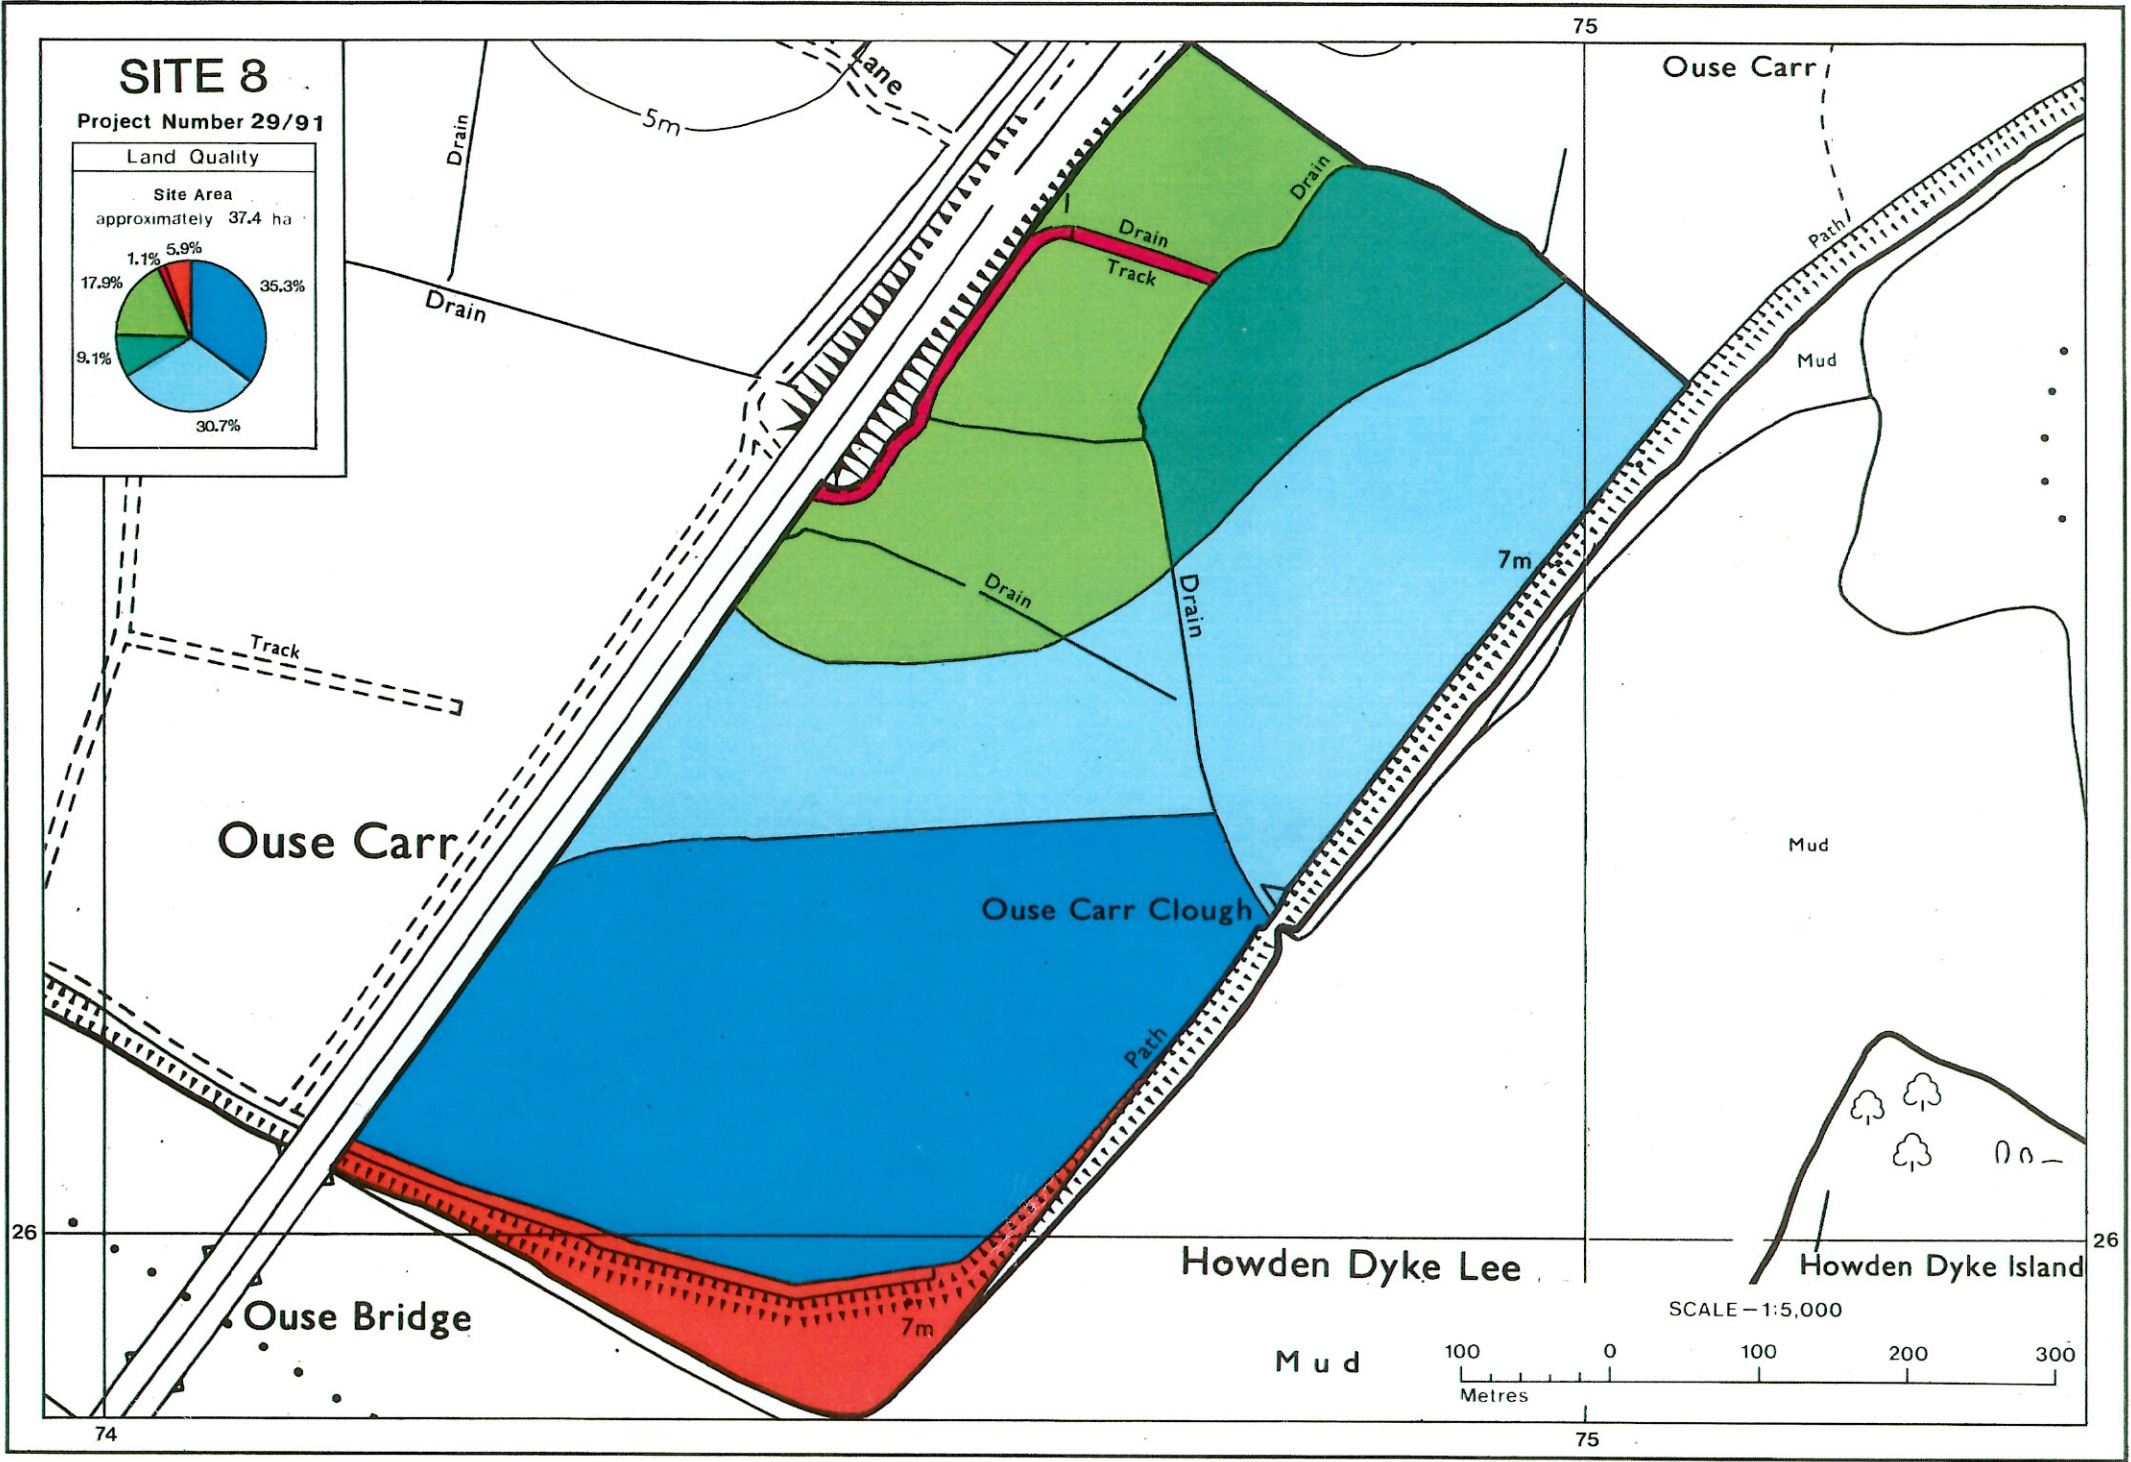 75
SITE 8
Project Number 29/91
Land Quality
Site Area
approximately 37.4 ha
5.9%
1.1%
17.9%
35.3%
9.1%
30.7%
Drain
5m
Lane
Ouse Carr
Drain
Path
Drain
Track
Drain
Mud
7m
Drain
Drain
Track
Ouse Carr
Mud
Ouse Carr Clough
Path
26
26
Howden Dyke Lee
Howden Dyke Island
Ouse Bridge
7m
SCALE – 1:5,000
Mud
100 0 100 200 300
Metres
74
75